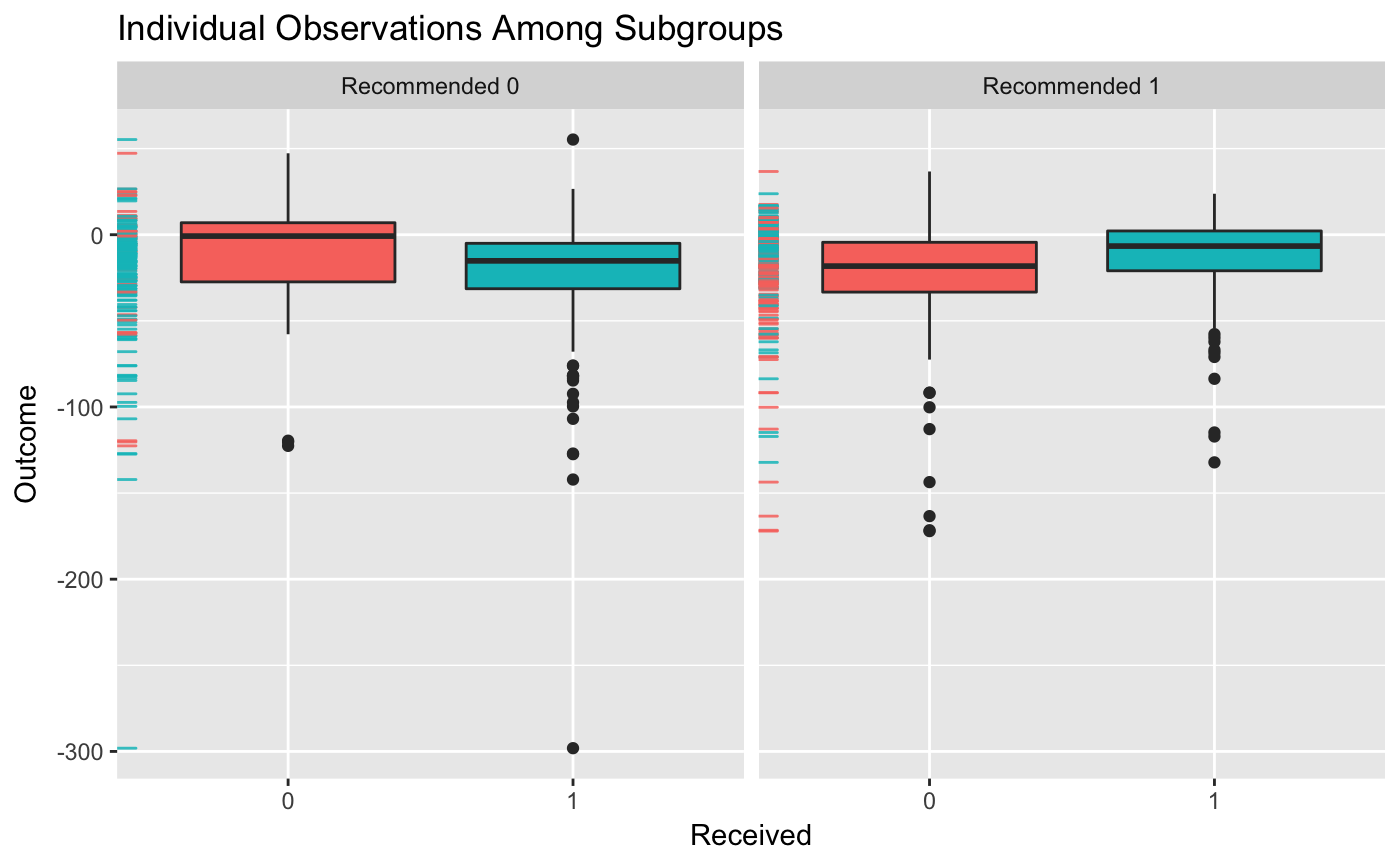 Individual Observations Among Subgroups
Recommended 0
Recommended 1
Outcome
0
-100
-200
-300
0
1
0
1
Received